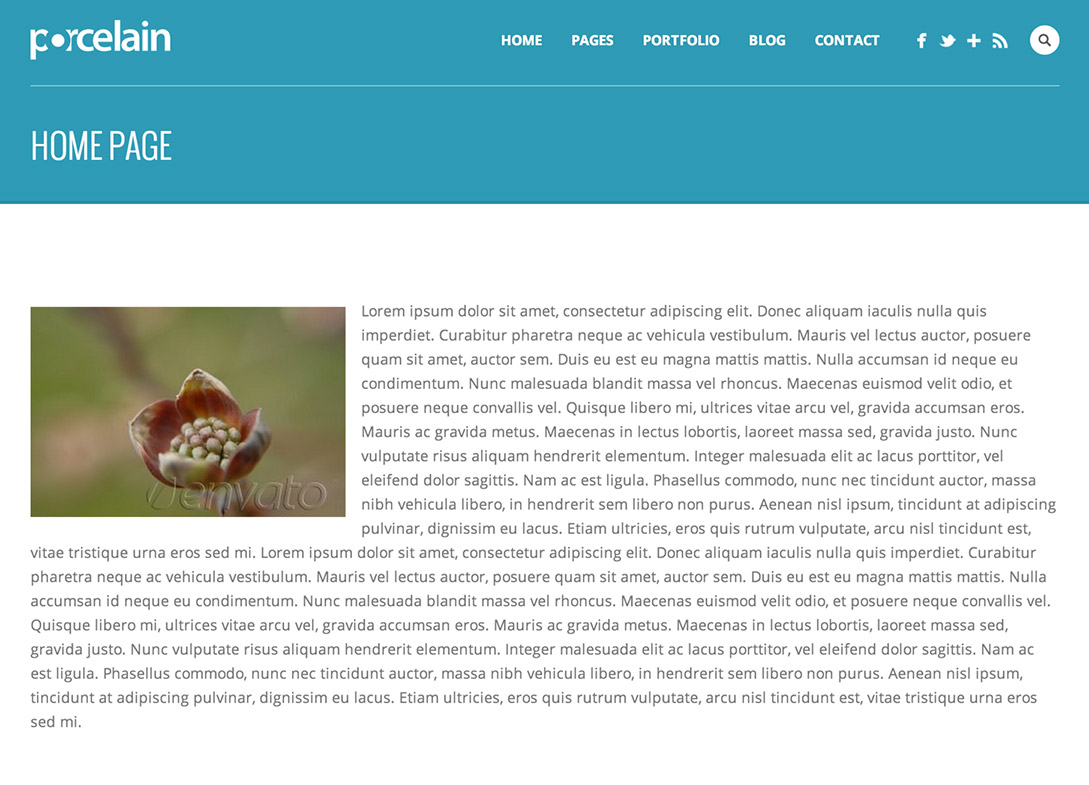 porcelain
HOME PAGES PORTFOLIO BLOG CONTACT
HOME PAGE
Lorem ipsum dolor sit amet, consectetur adipiscing elit. Donec aliquam iaculis nulla quis
imperdiet. Curabitur pharetra neque ac vehicula vestibulum. Mauris vel lectus auctor, posuere
quam sit amet, auctor sem. Duis eu est eu magna mattis mattis. Nulla accumsan id neque eu
condimentum. Nunc malesuada blandit massa vel rhoncus. Maecenas euismod velit odio, et
posuere neque convallis vel. Quisque libero mi, ultrices vitae arcu vel, gravida accumsan eros.
Mauris ac gravida metus. Maecenas in lectus lobortis, laoreet massa sed, gravida justo. Nunc
vulputate risus aliquam hendrerit elementum. Integer malesuada elit ac lacus porttitor, vel
eleifend dolor sagittis. Nam ac est ligula. Phasellus commodo, nunc nec tincidunt auctor, massa
nibh vehicula libero, in hendrerit sem libero non purus. Aenean nisl ipsum, tincidunt at adipiscing
pulvinar, dignissim eu lacus. Etiam ultricies, eros quis rutrum vulputate, arcu nisl tincidunt est,
envato
vitae tristique urna eros sed mi. Lorem ipsum dolor sit amet, consectetur adipiscing elit. Donec aliquam iaculis nulla quis imperdiet. Curabitur
pharetra neque ac vehicula vestibulum. Mauris vel lectus auctor, posuere quam sit amet, auctor sem. Duis eu est eu magna mattis mattis. Nulla
accumsan id neque eu condimentum. Nunc malesuada blandit massa vel rhoncus. Maecenas euismod velit odio, et posuere neque convallis vel.
Quisque libero mi, ultrices vitae arcu vel, gravida accumsan eros. Mauris ac gravida metus. Maecenas in lectus lobortis, laoreet massa sed,
gravida justo. Nunc vulputate risus aliquam hendrerit elementum. Integer malesuada elit ac lacus porttitor, vel eleifend dolor sagittis. Nam ac
est ligula. Phasellus commodo, nunc nec tincidunt auctor, massa nibh vehicula libero, in hendrerit sem libero non purus. Aenean nisl ipsum,
tincidunt at adipiscing pulvinar, dignissim eu lacus. Etiam ultricies, eros quis rutrum vulputate, arcu nisl tincidunt est, vitae tristique urna eros
sed mi.